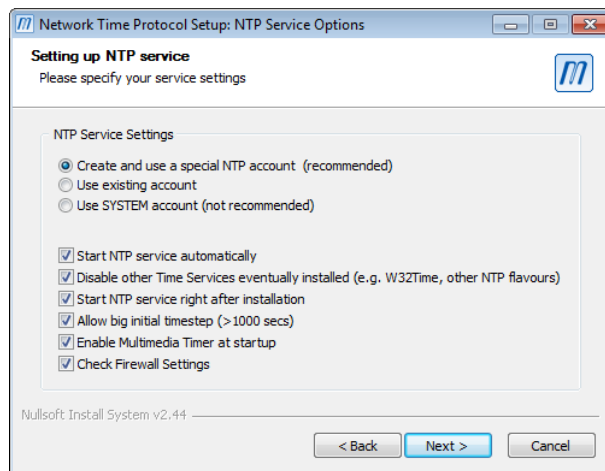 Network Time Protocol Setup: NTP Service Options
Setting up NTP service
Please specify your service settings
NTP Service Settings
Create and use a special NTP account (recommended)
Use existing account
Use SYSTEM account (not recommended)
Start NTP service automatically
Disable other Time Services eventually installed (e.g. W32Time, other NTP flavours)
Start NTP service right after installation
Allow big initial timestep (>1000 secs)
Enable Multimedia Timer at startup
Check Firewall Settings
Nullsoft Install System v2.44
< Back Next > Cancel